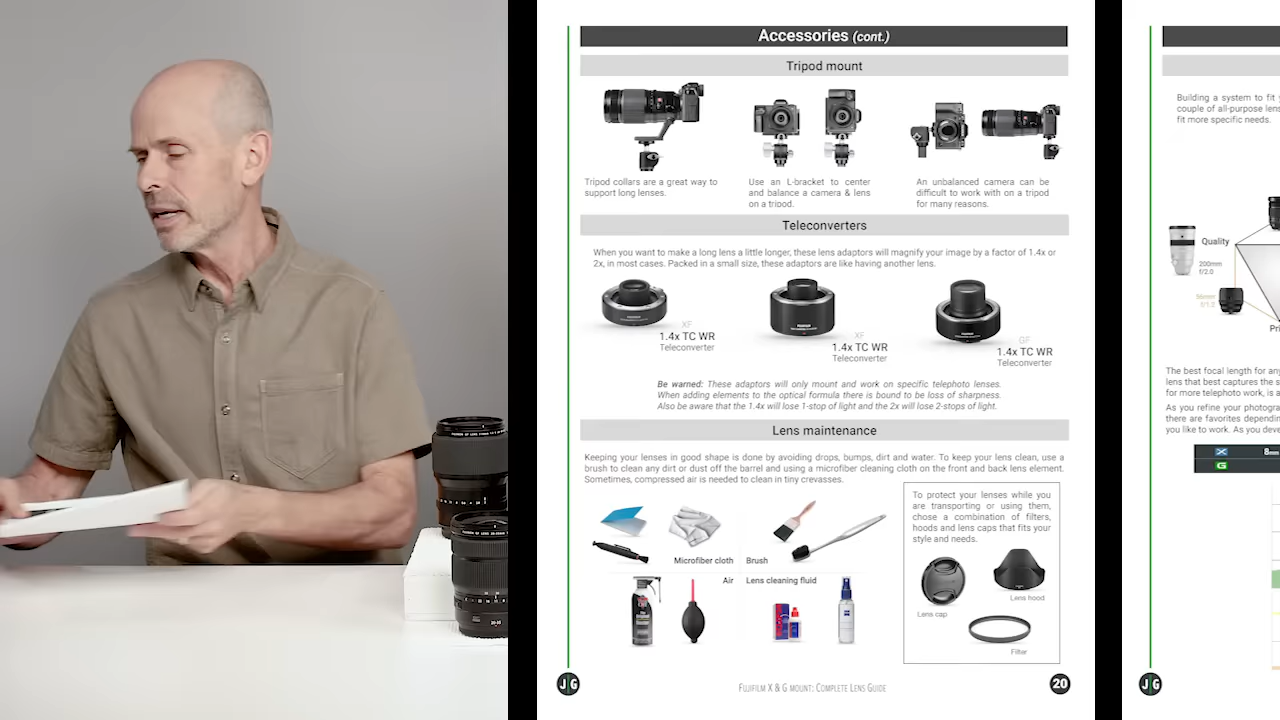 Accessories (cont.)
Tripod mount
Tripod collars are a great way to
support long lenses.
Use an L-bracket to center
and balance a camera & lens
on a tripod.
An unbalanced camera can be
difficult to work with on a tripod
for many reasons.
Teleconverters
When you want to make a long lens a little longer, these lens adaptors will magnify your image by a factor of 1.4x or
2x, in most cases. Packed in a small size, these adaptors are like having another lens.
XF
1.4x TC WR
Teleconverter
XF
1.4x TC WR
Teleconverter
GF
1.4x TC WR
Teleconverter
Be warned: These adaptors will only mount and work on specific telephoto lenses.
When adding elements to the optical formula there is bound to be loss of sharpness.
Also be aware that the 1.4x will lose 1-stop of light and the 2x will lose 2-stops of light.
Lens maintenance
Keeping your lenses in good shape is done by avoiding drops, bumps, dirt and water. To keep your lens clean, use a
brush to clean any dirt or dust off the barrel and using a microfiber cleaning cloth on the front and back lens element.
Sometimes, compressed air is needed to clean in tiny crevasses.
Microfiber cloth
Brush
Air
Lens cleaning fluid
To protect your lenses while you
are transporting or using them,
chose a combination of filters,
hoods and lens caps that fits your
style and needs.
Lens cap
Lens hood
Filter
J|G
FUJIFILM X & G MOUNT: COMPLETE LENS GUIDE
20
Building a system to fit
couple of all-purpose lens
fit more specific needs.
Quality
200mm
f/2.0
56mm
f/1.2
Pri
The best focal length for any
lens that best captures the s
for more telephoto work, is a
As you refine your photogra
there are favorites dependin
you like to work. As you deve
X
8mm
G
J|G